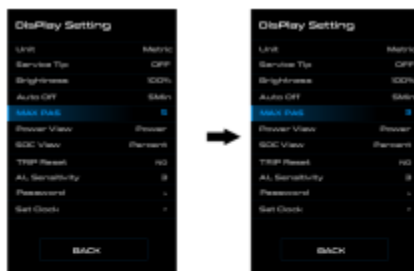 DisPlay Setting
Unit Metric
Service Tip OFF
Brightness 100%
Auto Off 5Min
MAX PAS 5
Power View Power
SOC View Percent
TRIP Reset NO
AL Sensitivity 3
Password >
Set Clock >
BACK
DisPlay Setting
Unit Metric
Service Tip OFF
Brightness 100%
Auto Off 5Min
MAX PAS 3
Power View Power
SOC View Percent
TRIP Reset NO
AL Sensitivity 3
Password >
Set Clock >
BACK